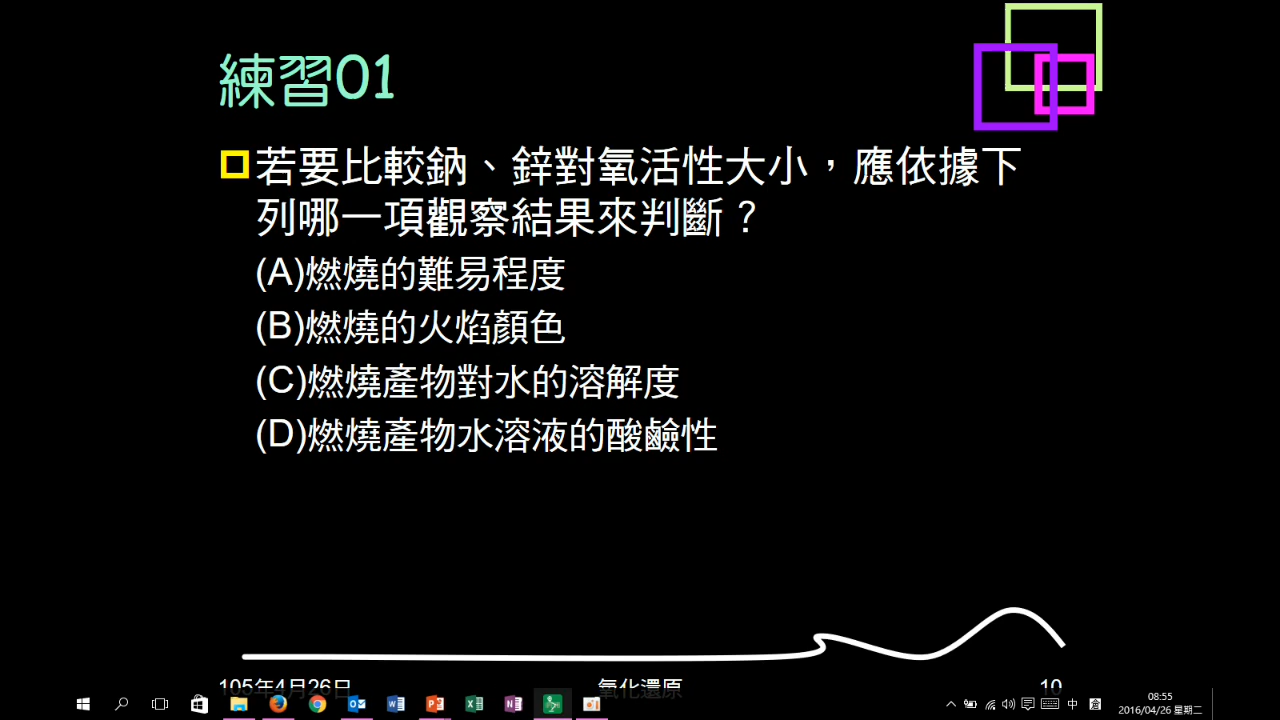 練習01
若要比較鈉、鋅對氧活性大小，應依據下
列哪一項觀察結果來判斷？
(A)燃燒的難易程度
(B)燃燒的火焰顏色
(C)燃燒產物對水的溶解度
(D)燃燒產物水溶液的酸鹼性
105年4月26日 氧化還原 10
中 08:55
2016/04/26 星期二